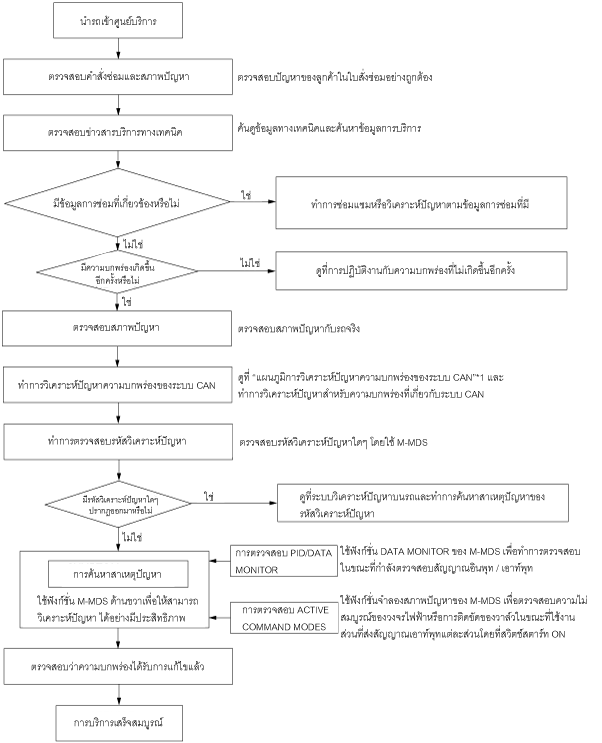 นำรถเข้าศูนย์บริการ
ตรวจสอบคำสั่งซ่อมและสภาพปัญหา
ตรวจสอบปัญหาของลูกค้าในใบสั่งซ่อมอย่างถูกต้อง
ตรวจสอบข่าวสารบริการทางเทคนิค
ค้นดูข้อมูลทางเทคนิคและค้นหาข้อมูลการบริการ
มีข้อมูลการซ่อมที่เกี่ยวข้องหรือไม่
ใช่
ทำการซ่อมแซมหรือวิเคราะห์ปัญหาตามข้อมูลการซ่อมที่มี
ไม่ใช่
มีความบกพร่องเกิดขึ้น
อีกครั้งหรือไม่
ไม่ใช่
ดูที่การปฏิบัติงานกับความบกพร่องที่ไม่เกิดขึ้นอีกครั้ง
ใช่
ตรวจสอบสภาพปัญหา
ตรวจสอบสภาพปัญหากับรถจริง
ทำการวิเคราะห์ปัญหาความบกพร่องของระบบ CAN
ดูที่ "แผนภูมิการวิเคราะห์ปัญหาความบกพร่องของระบบ CAN"*1 และ
ทำการวิเคราะห์ปัญหาสำหรับความบกพร่องที่เกี่ยวกับระบบ CAN
ทำการตรวจสอบรหัสวิเคราะห์ปัญหา
ตรวจสอบรหัสวิเคราะห์ปัญหาใดๆ โดยใช้ M-MDS
มีรหัสวิเคราะห์ปัญหาใดๆ
ปรากฏออกมาหรือไม่
ใช่
ดูที่ระบบวิเคราะห์ปัญหาบนรถและทำการค้นหาสาเหตุปัญหาของ
รหัสวิเคราะห์ปัญหา
ไม่ใช่
การค้นหาสาเหตุปัญหา
ใช้ฟังก์ชั่น M-MDS ด้านขวาเพื่อให้สามารถ
วิเคราะห์ปัญหา ได้อย่างมีประสิทธิภาพ
การตรวจสอบ PID/DATA
MONITOR
ใช้ฟังก์ชั่น DATA MONITOR ของ M-MDS เพื่อทำการตรวจสอบ
ในขณะที่กำลังตรวจสอบสัญญาณอินพุท / เอาท์พุท
การตรวจสอบ ACTIVE
COMMAND MODES
ใช้ฟังก์ชั่นจำลองสภาพปัญหาของ M-MDS เพื่อตรวจสอบความไม่
สมบูรณ์ของวงจรไฟฟ้าหรือการติดขัดของวาล์วในขณะที่ใช้งาน
ส่วนที่ส่งสัญญาณเอาท์พุทแต่ละส่วนโดยที่สวิตช์สตาร์ท ON
ตรวจสอบว่าความบกพร่องได้รับการแก้ไขแล้ว
การบริการเสร็จสมบูรณ์